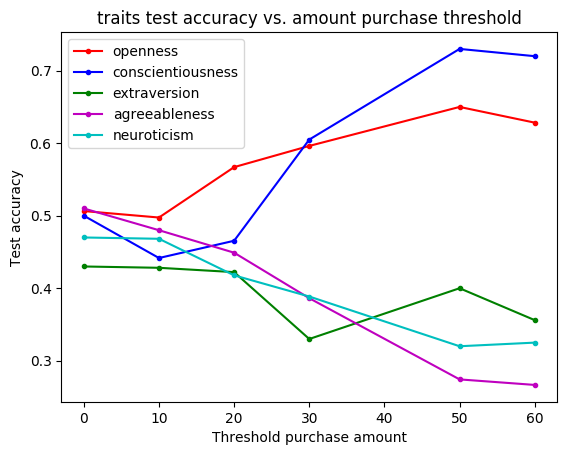 traits test accuracy vs. amount purchase threshold
openness
conscientiousness
extraversion
agreeableness
neuroticism
Test accuracy
0.7
0.6
0.5
0.4
0.3
0 10 20 30 40 50 60
Threshold purchase amount